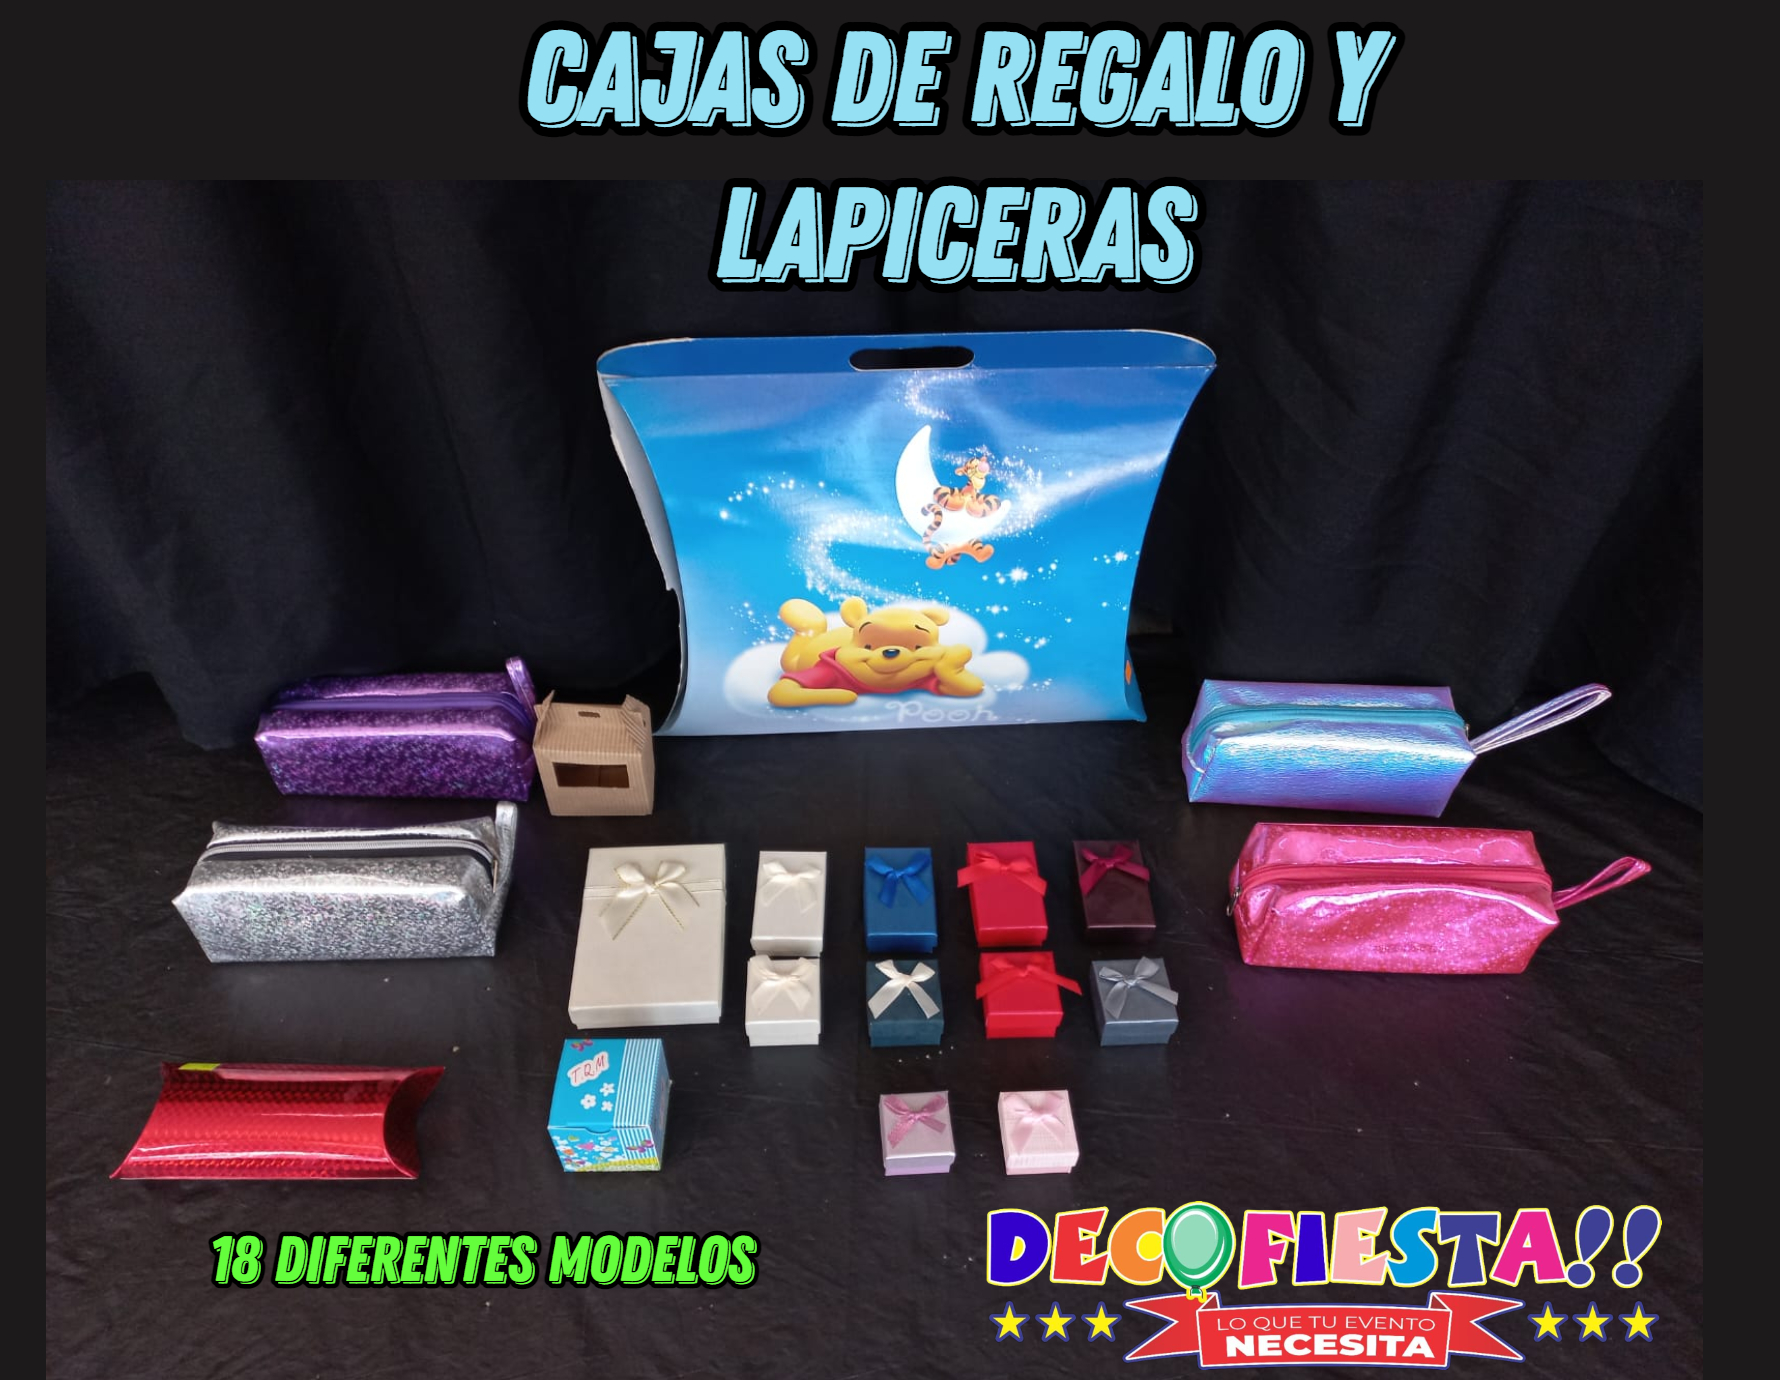 CAJAS DE REGALO Y
LAPICERAS
Pooh
T.Q.M
18 DIFERENTES MODELOS
DECOFIESTA!!
LO QUE TU EVENTO
NECESITA